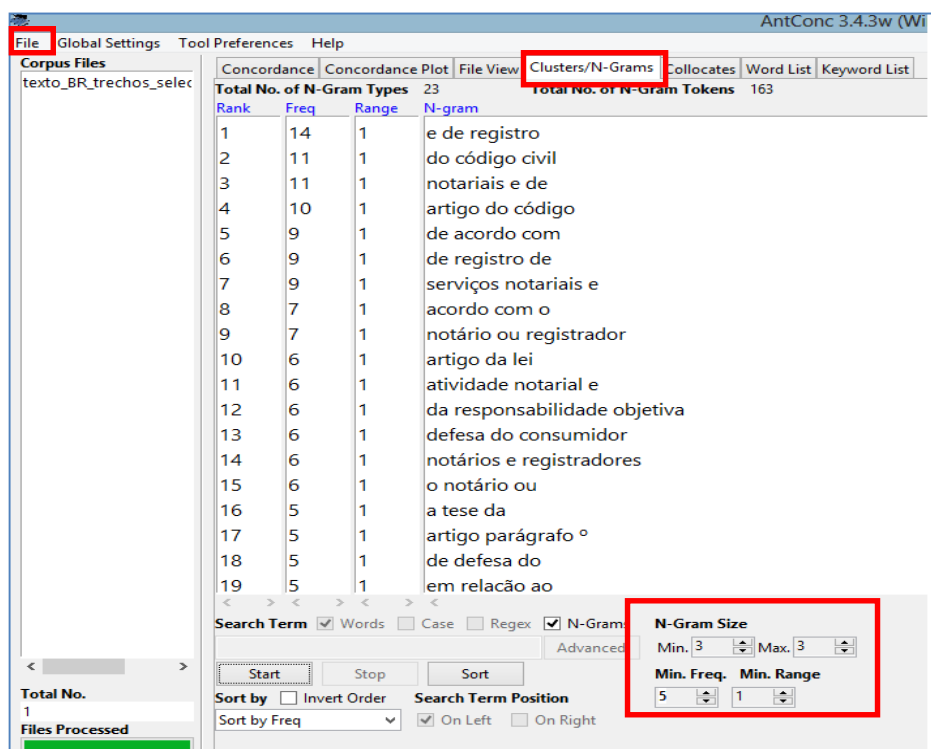 AntConc 3.4.3w (Wi
File Global Settings Tool Preferences Help
Corpus Files
texto_BR_trechos_selec
Concordance Concordance Plot File View Clusters/N-Grams Collocates Word List Keyword List
Total No. of N-Gram Types 23 Total No. of N-Gram Tokens 163
Rank Freq Range N-gram
1 14 1 e de registro
2 11 1 do código civil
3 11 1 notariais e de
4 10 1 artigo do código
5 9 1 de acordo com
6 9 1 de registro de
7 9 1 serviços notariais e
8 7 1 acordo com o
9 7 1 notário ou registrador
10 6 1 artigo da lei
11 6 1 atividade notarial e
12 6 1 da responsabilidade objetiva
13 6 1 defesa do consumidor
14 6 1 notários e registradores
15 6 1 o notário ou
16 5 1 a tese da
17 5 1 artigo parágrafo º
18 5 1 de defesa do
19 5 1 em relação ao
Search Term Words Case Regex N-Grams N-Gram Size
Advanced Min. 3 Max. 3
Start Stop Sort Min. Freq. Min. Range
Total No. Sort by Invert Order Search Term Position 5 1
1
Sort by Freq On Left On Right
Files Processed